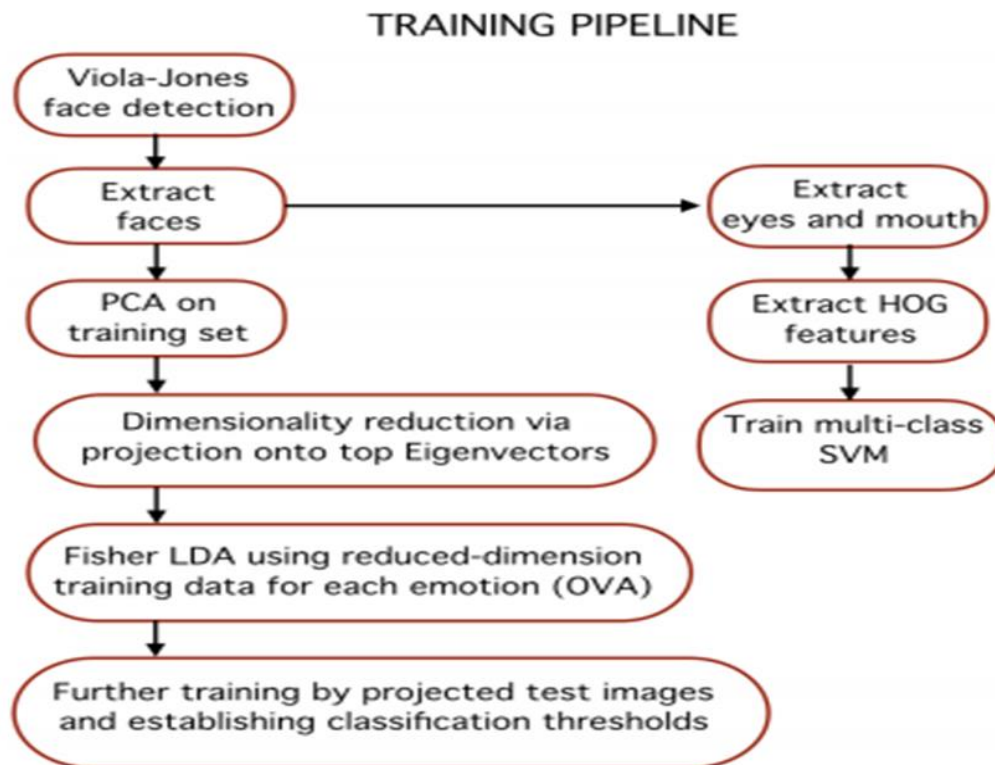 TRAINING PIPELINE
Viola-Jones
face detection
Extract
faces
PCA on
training set
Dimensionality reduction via
projection onto top Eigenvectors
Fisher LDA using reduced-dimension
training data for each emotion (OVA)
Further training by projected test images
and establishing classification thresholds
Extract
eyes and mouth
Extract HOG
features
Train multi-class
SVM